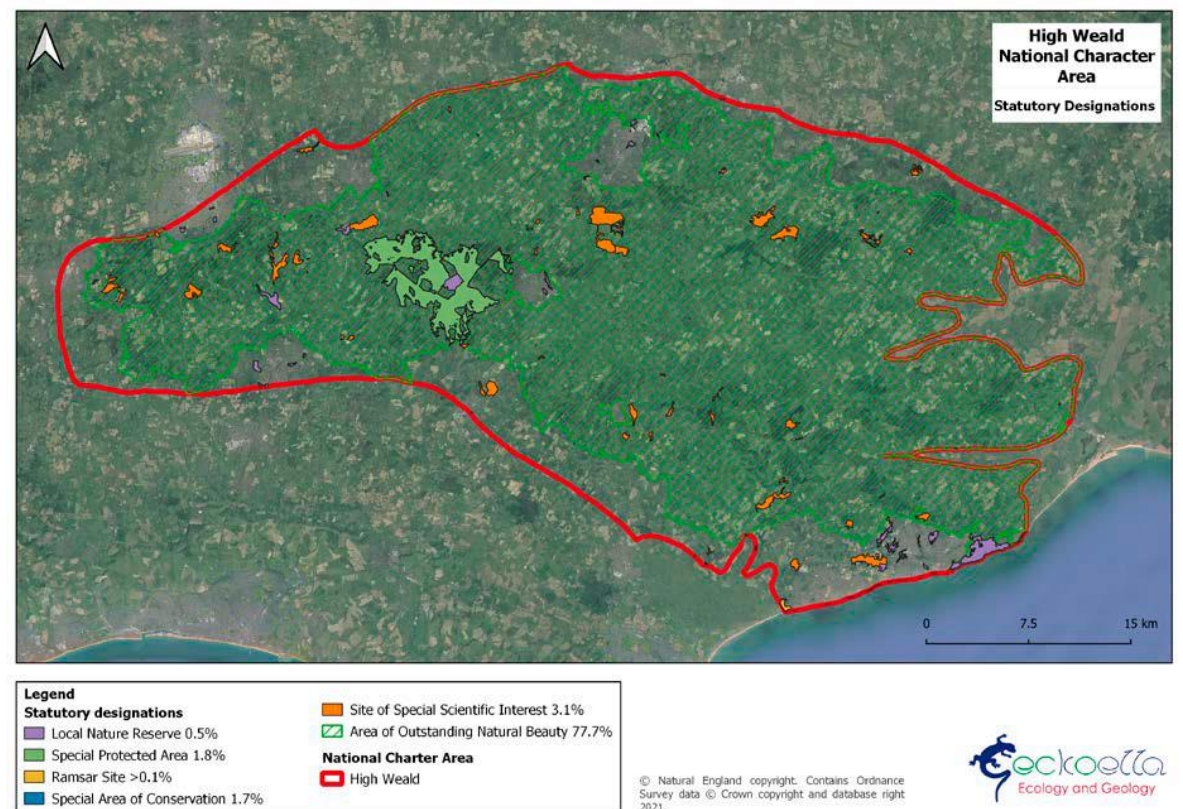 High Weald
National Character
Area
Statutory Designations
0 7.5 15 km
Legend
Statutory designations
Local Nature Reserve 0.5%
Special Protected Area 1.8%
Ramsar Site >0.1%
Special Area of Conservation 1.7%
Site of Special Scientific Interest 3.1%
Area of Outstanding Natural Beauty 77.7%
National Charter Area
High Weald
© Natural England copyright. Contains Ordnance
Survey data © Crown copyright and database right
2021
Geckoella
Ecology and Geology